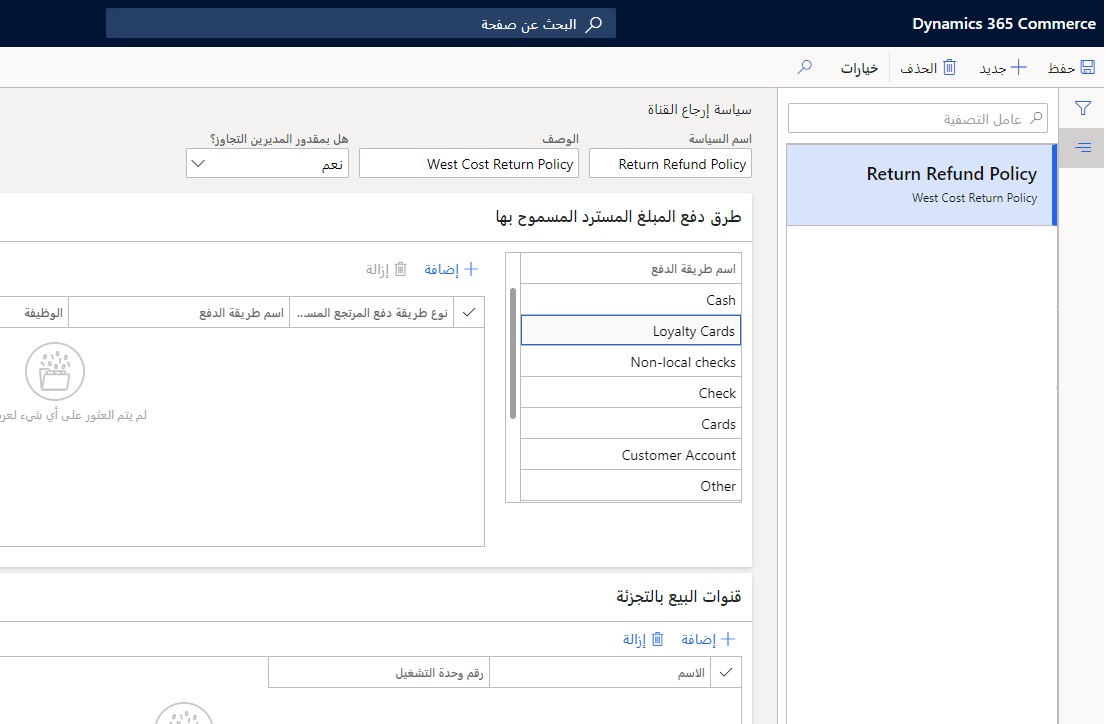 Dynamics 365 Commerce
البحث عن صفحة
حفظ
جديد
الحذف
خيارات
عامل التصفية
Return Refund Policy
West Cost Return Policy
سياسة إرجاع القناة
اسم السياسة
الوصف
هل بمقدور المديرين التجاوز؟
Return Refund Policy
West Cost Return Policy
نعم
طرق دفع المبلغ المسترد المسموح بها
اسم طريقة الدفع
Cash
Loyalty Cards
Non-local checks
Check
Cards
Customer Account
Other
إضافة
إزالة
نوع طريقة دفع المرتجع المس...
اسم طريقة الدفع
الوظيفة
لم يتم العثور على أي شيء
قنوات البيع بالتجزئة
إضافة
إزالة
الاسم
رقم وحدة التشغيل